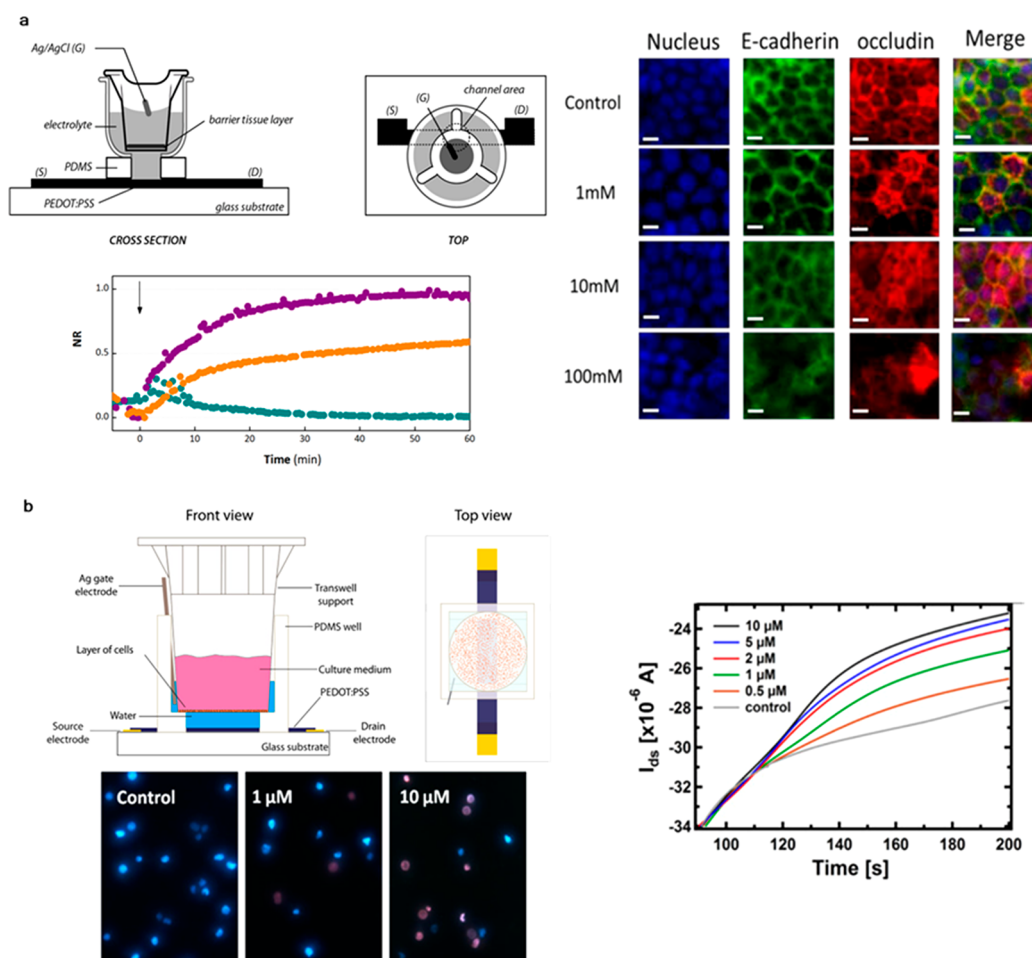 a
Ag/AgCl (G)
electrolyte
barrier tissue layer
PDMS
(S)
(D)
PEDOT:PSS
glass substrate
CROSS SECTION
(S)
(G)
channel area
(D)
TOP
NR
1.0
0.5
0.0
0
10
20
30
40
50
60
Time (min)
Nucleus
E-cadherin
occludin
Merge
Control
1mM
10mM
100mM
b
Front view
Top view
Ag gate
electrode
Transwell
support
PDMS well
Layer of cells
Culture medium
PEDOT:PSS
Water
Source
electrode
Drain
electrode
Glass substrate
Control
1 µM
10 µM
Ids [x10-6 A]
-24
-26
-28
-30
-32
-34
10 µM
5 µM
2 µM
1 µM
0.5 µM
control
100
120
140
160
180
200
Time [s]